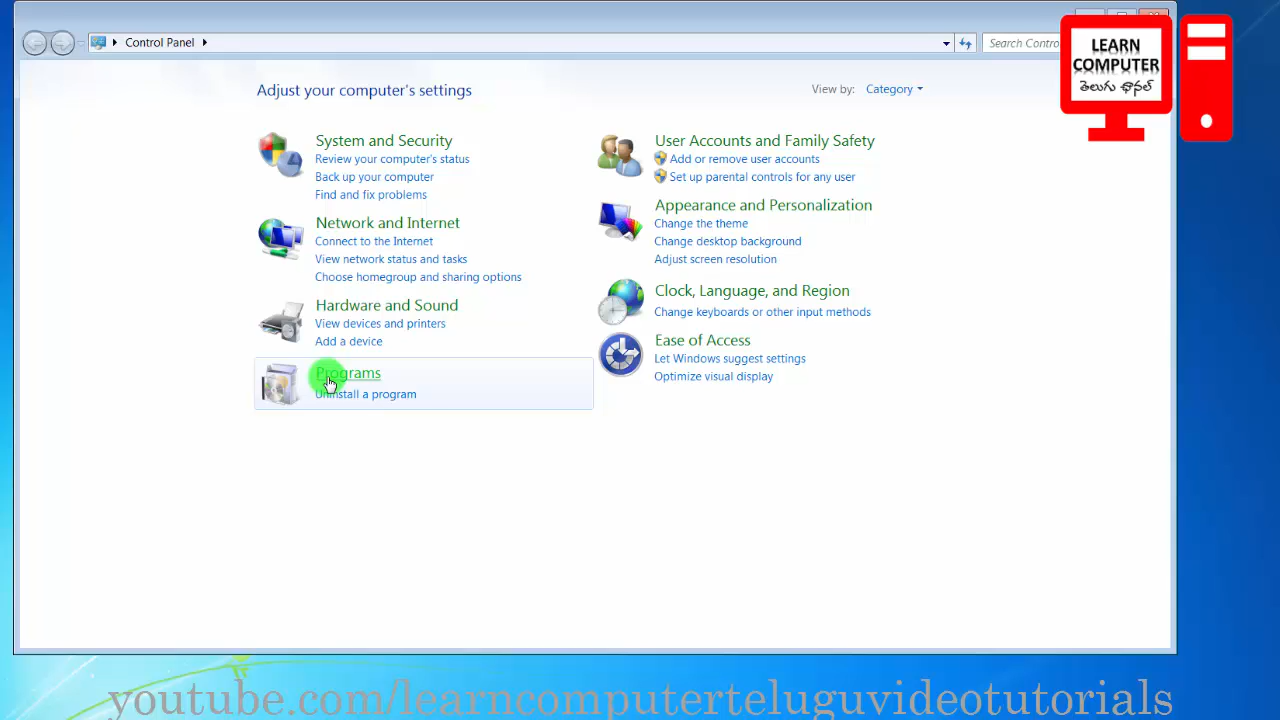 Control Panel
Search Contro
LEARN
COMPUTER
తెలుగు ఛానల్
Adjust your computer's settings
View by: Category
System and Security
Review your computer's status
Back up your computer
Find and fix problems
Network and Internet
Connect to the Internet
View network status and tasks
Choose homegroup and sharing options
Hardware and Sound
View devices and printers
Add a device
Programs
Uninstall a program
User Accounts and Family Safety
Add or remove user accounts
Set up parental controls for any user
Appearance and Personalization
Change the theme
Change desktop background
Adjust screen resolution
Clock, Language, and Region
Change keyboards or other input methods
Ease of Access
Let Windows suggest settings
Optimize visual display
youtube.com/learncomputerteluguvideotutorials